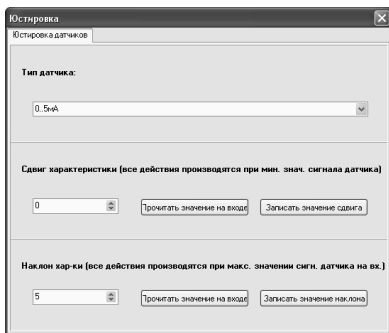 Юстировка
Юстировка датчиков
Тип датчика:
0..5мА
Сдвиг характеристики (все действия производятся при мин. знач. сигнала датчика)
0 Прочитать значение на входе Записать значение сдвига
Наклон хар-ки (все действия производятся при макс. значении сигн. датчика на вх.)
5 Прочитать значение на входе Записать значение наклона